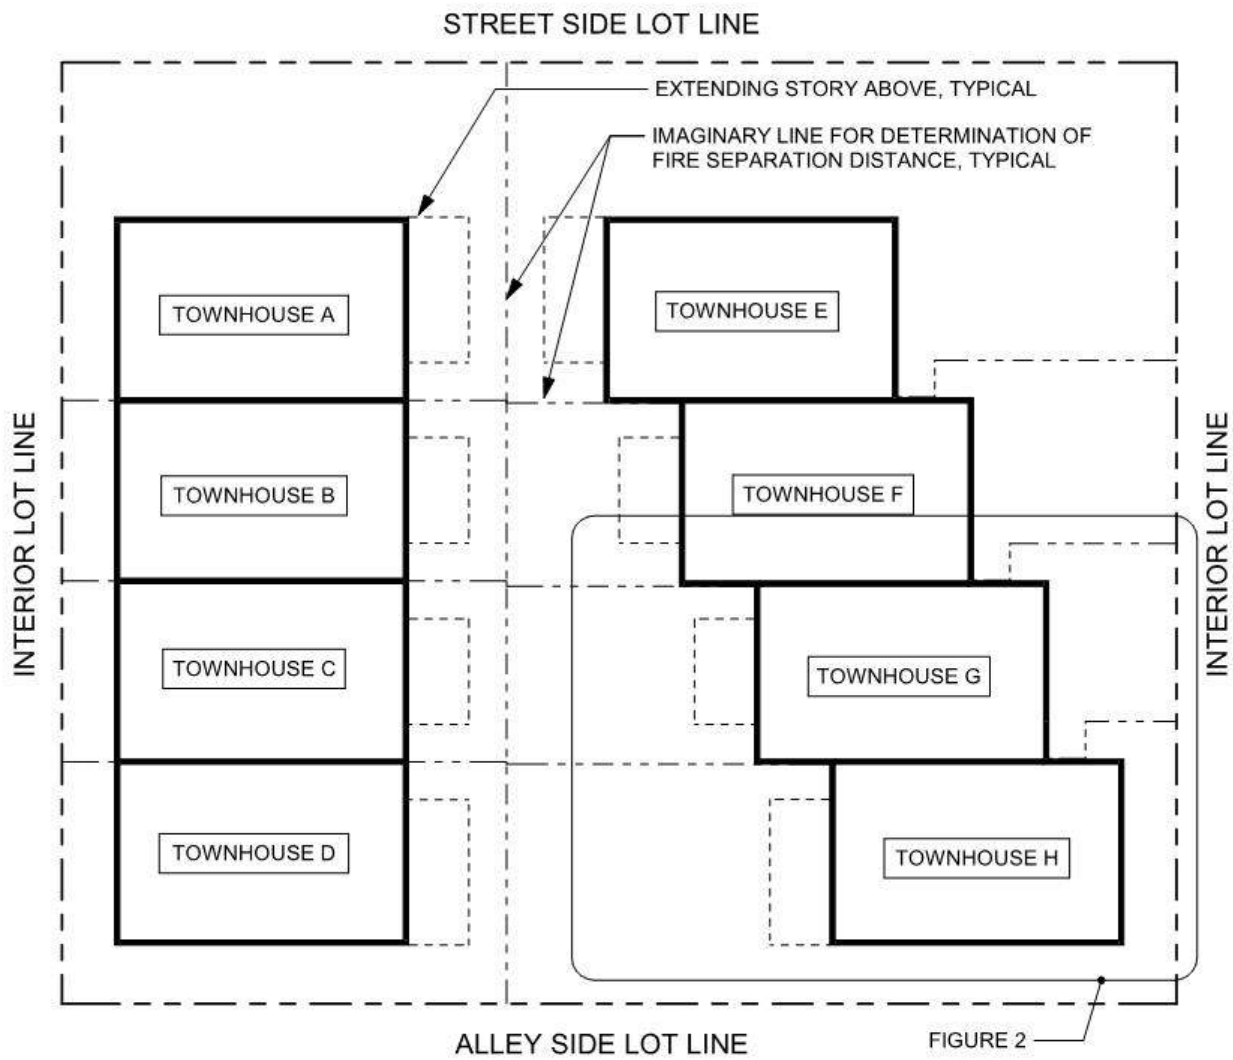 STREET SIDE LOT LINE
EXTENDING STORY ABOVE, TYPICAL
IMAGINARY LINE FOR DETERMINATION OF
FIRE SEPARATION DISTANCE, TYPICAL
TOWNHOUSE A
TOWNHOUSE E
INTERIOR LOT LINE
TOWNHOUSE B
TOWNHOUSE F
INTERIOR LOT LINE
TOWNHOUSE C
TOWNHOUSE G
TOWNHOUSE D
TOWNHOUSE H
ALLEY SIDE LOT LINE
FIGURE 2